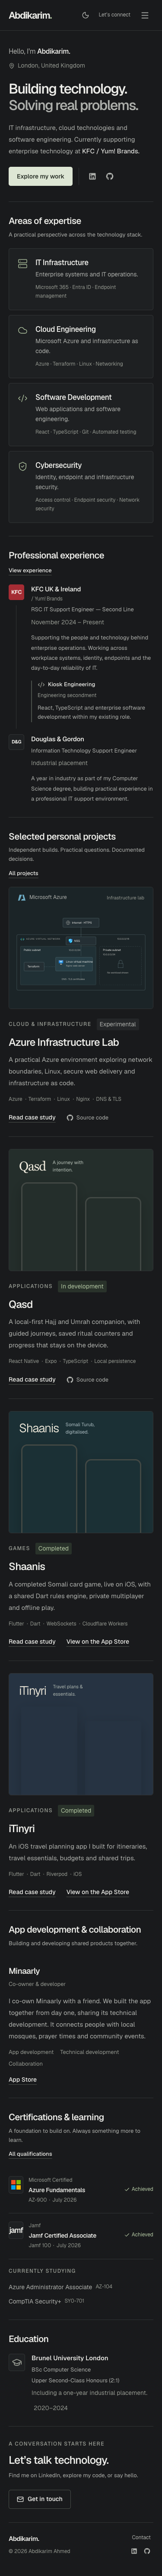 Abdikarim.
Let's connect
Hello, I'm Abdikarim.
London, United Kingdom
Building technology.
Solving real problems.
IT infrastructure, cloud technologies and
software engineering. Currently supporting
enterprise technology at KFC / Yum! Brands.
Explore my work
Areas of expertise
A practical perspective across the technology stack.
IT Infrastructure
Enterprise systems and IT operations.
Microsoft 365 · Entra ID · Endpoint
management
Cloud Engineering
Microsoft Azure and infrastructure as
code.
Azure · Terraform · Linux · Networking
Software Development
Web applications and software
engineering.
React · TypeScript · Git · Automated testing
Cybersecurity
Identity, endpoint and infrastructure
security.
Access control · Endpoint security · Network
security
Professional experience
View experience
KFC
KFC UK & Ireland
/ Yum! Brands
RSC IT Support Engineer — Second Line
November 2024 – Present
Supporting the people and technology behind
enterprise operations. Working across
workplace systems, identity, endpoints and the
day-to-day reliability of IT.
Kiosk Engineering
Engineering secondment
React, TypeScript and enterprise software
development within my existing role.
D&G
Douglas & Gordon
Information Technology Support Engineer
Industrial placement
A year in industry as part of my Computer
Science degree, building practical experience in
a professional IT support environment.
Selected personal projects
Independent builds. Practical questions. Documented
decisions.
All projects
Microsoft Azure
Infrastructure lab
Terraform
CLOUD & INFRASTRUCTURE
Experimental
Azure Infrastructure Lab
A practical Azure environment exploring network
boundaries, Linux, secure web delivery and
infrastructure as code.
Azure · Terraform · Linux · Nginx · DNS & TLS
Read case study
Source code
Qasd
A journey with
intention.
APPLICATIONS
In development
Qasd
A local-first Hajj and Umrah companion, with
guided journeys, saved ritual counters and
progress that stays on the device.
React Native · Expo · TypeScript · Local persistence
Read case study
Source code
Shaanis
Somali Turub,
digitalised.
GAMES
Completed
Shaanis
A completed Somali card game, live on iOS, with
a shared Dart rules engine, private multiplayer
and offline play.
Flutter · Dart · WebSockets · Cloudflare Workers
Read case study
View on the App Store
iTinyri
Travel plans &
essentials.
APPLICATIONS
Completed
iTinyri
An iOS travel planning app I built for itineraries,
travel essentials, budgets and shared trips.
Flutter · Dart · Riverpod · iOS
Read case study
View on the App Store
App development & collaboration
Building and developing shared products together.
Minaarly
Co-owner & developer
I co-own Minaarly with a friend. We built the app
together from day one, sharing its technical
development. It connects people with local
mosques, prayer times and community events.
App development
Technical development
Collaboration
App Store
Certifications & learning
A foundation to build on. Always something more to
learn.
All qualifications
Microsoft Certified
Azure Fundamentals
AZ-900 · July 2026
Achieved
jamf
Jamf
Jamf Certified Associate
Jamf 100 · July 2026
Achieved
CURRENTLY STUDYING
Azure Administrator Associate AZ-104
CompTIA Security+ SY0-701
Education
Brunel University London
BSc Computer Science
Upper Second-Class Honours (2:1)
Including a one-year industrial placement.
2020–2024
A CONVERSATION STARTS HERE
Let's talk technology.
Find me on LinkedIn, explore my code, or say hello.
Get in touch
Abdikarim.
Contact
© 2026 Abdikarim Ahmed